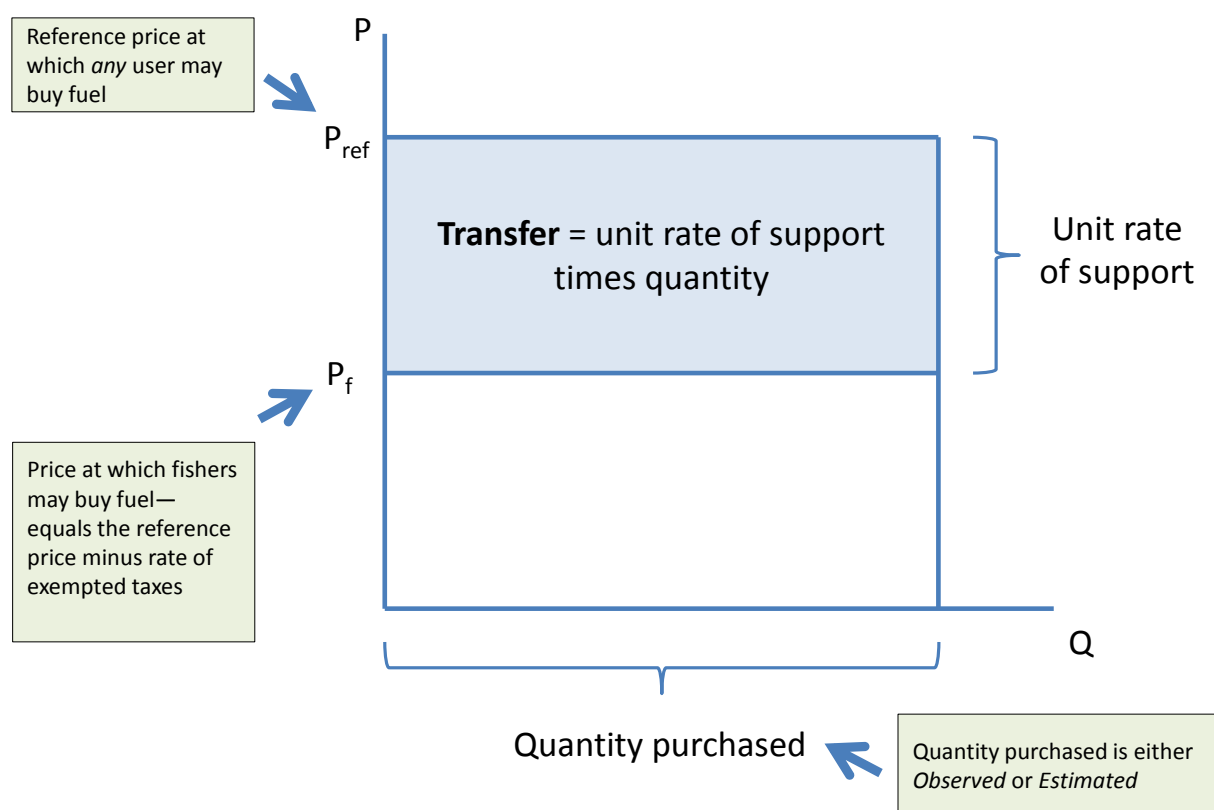 Reference price at
which any user may
buy fuel
P
P_ref
Transfer = unit rate of support
times quantity
Unit rate
of support
P_f
Price at which fishers
may buy fuel—
equals the reference
price minus rate of
exempted taxes
Q
Quantity purchased
Quantity purchased is either
Observed or Estimated